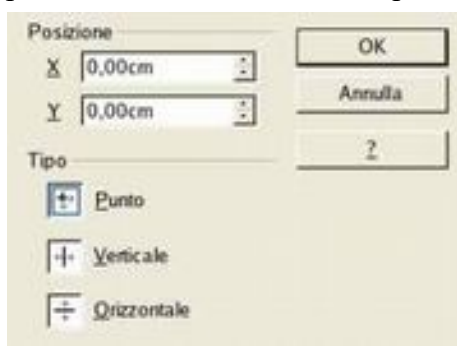 Posizione
X 0,00cm
Y 0,00cm
OK
Annulla
?
Tipo
Punto
Verticale
Orizzontale